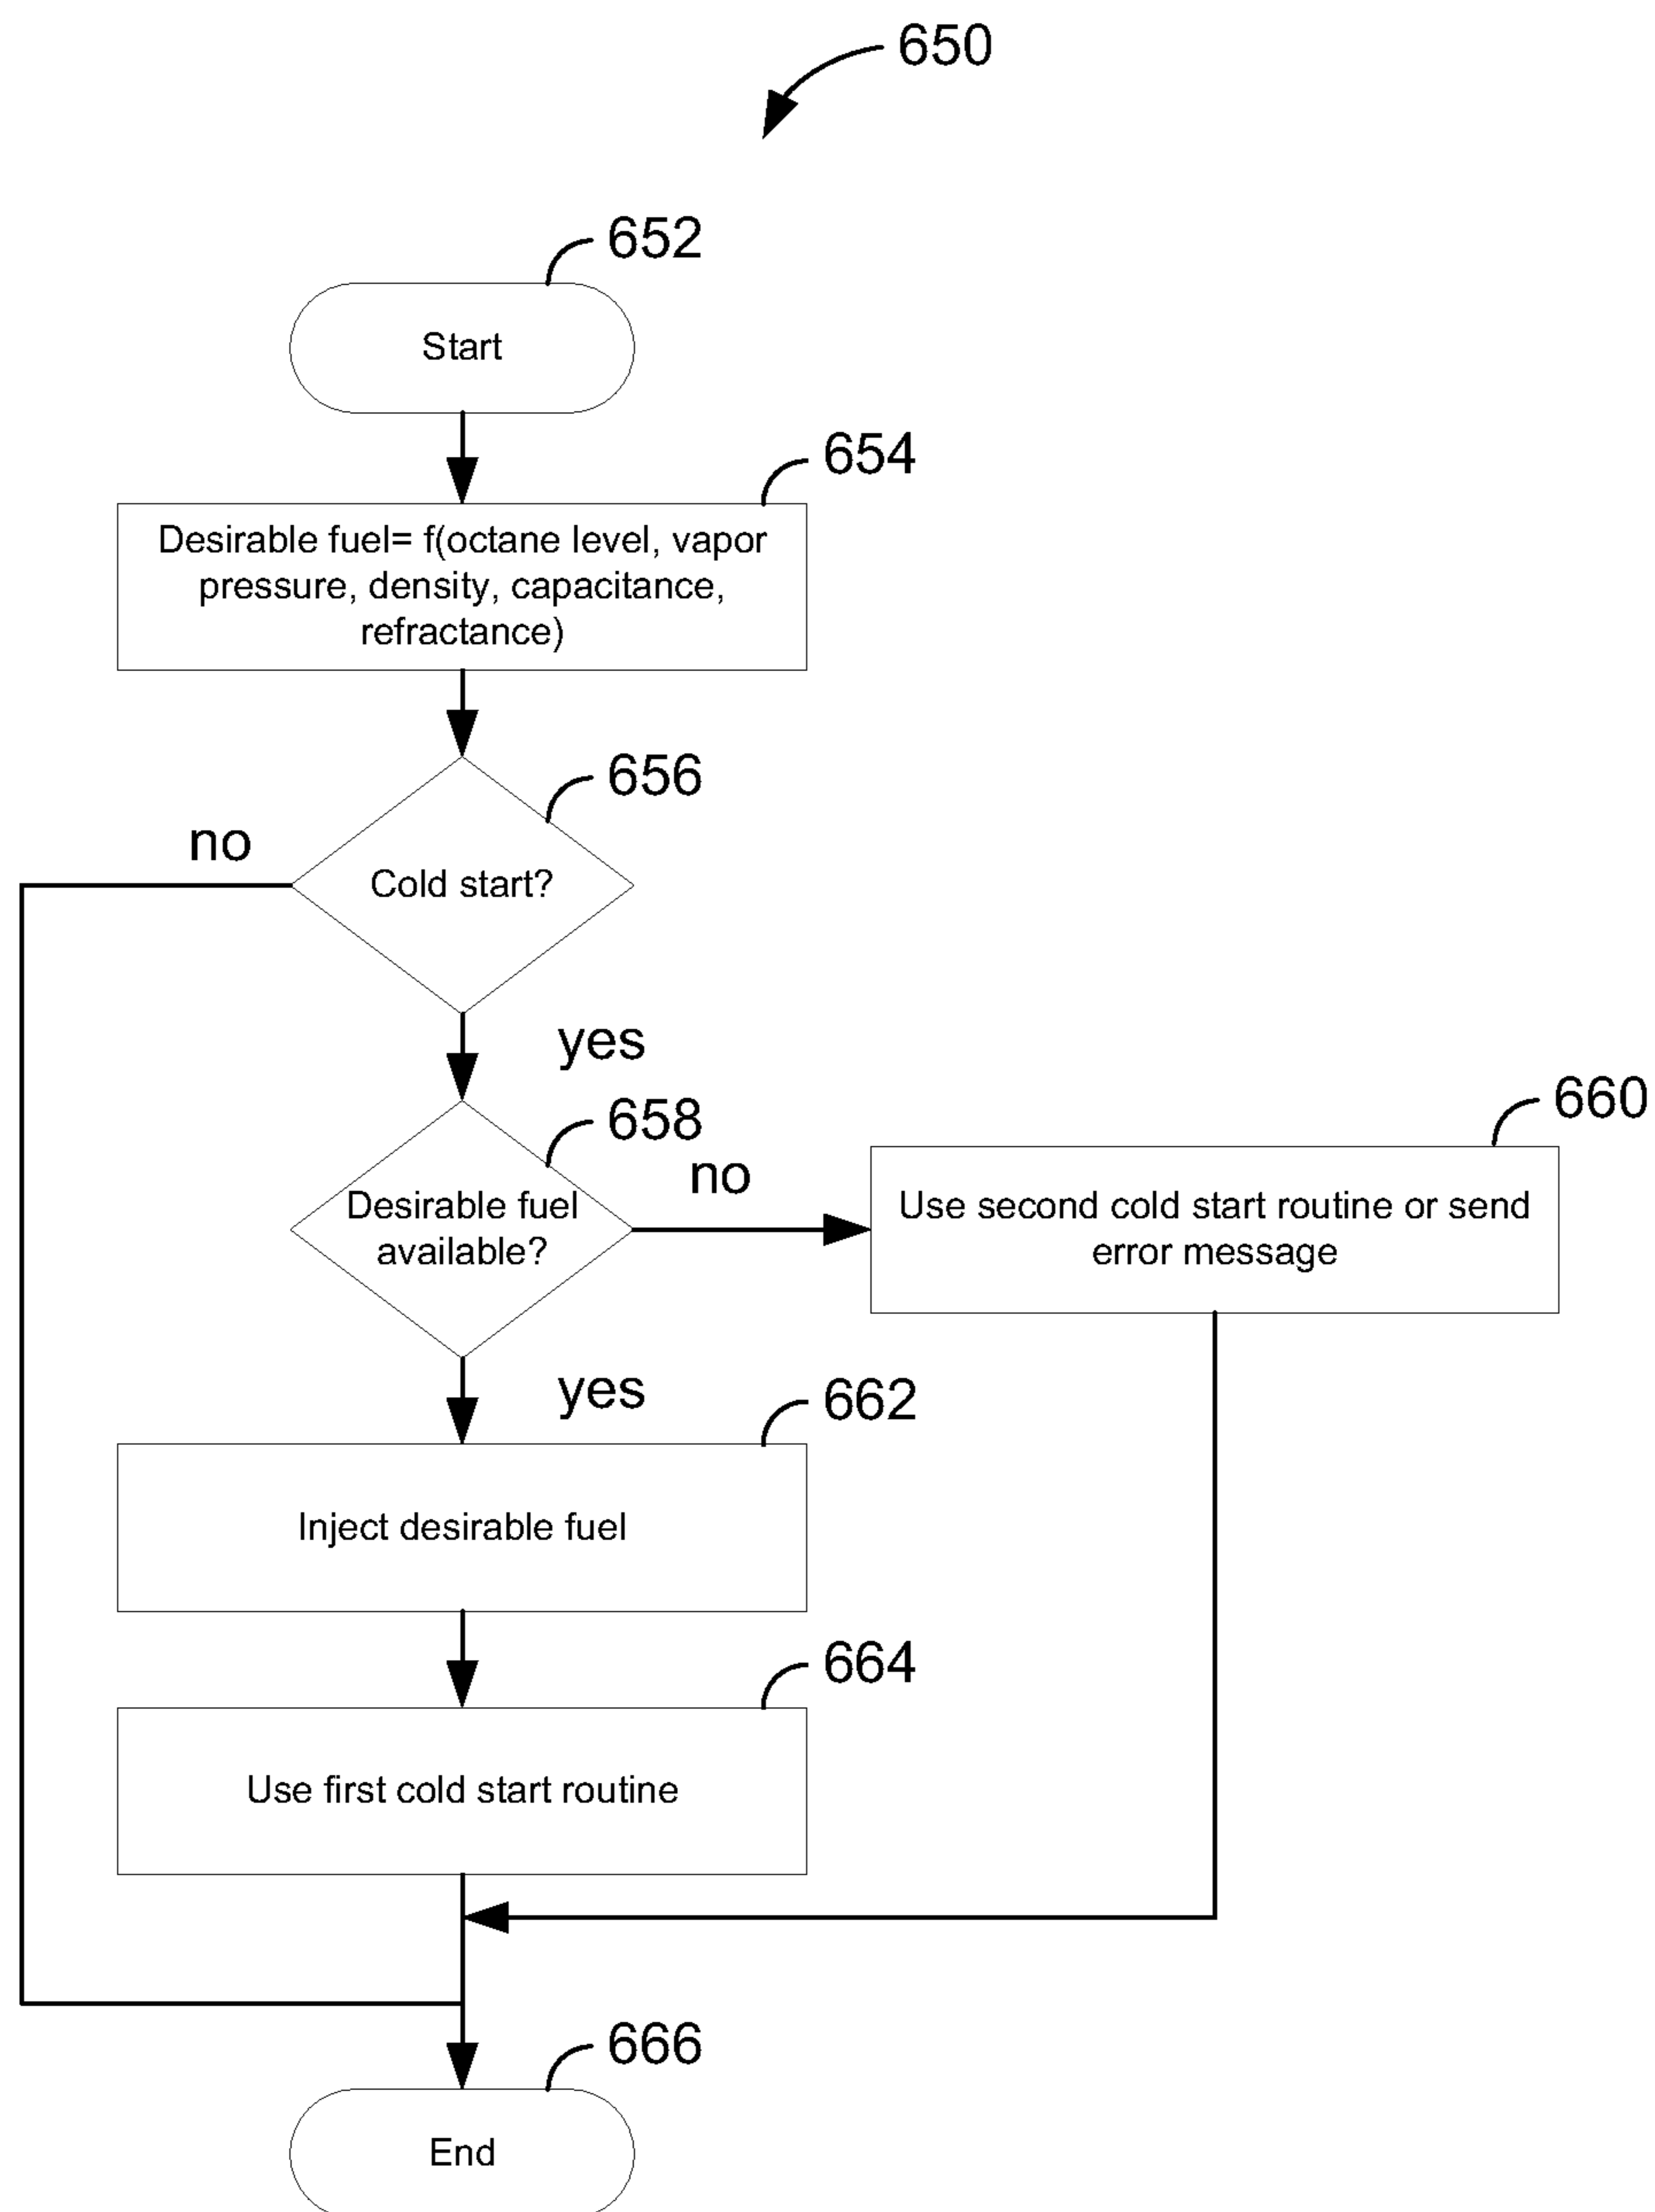 650
652
Start
654
Desirable fuel= f(octane level, vapor
pressure, density, capacitance,
refractance)
656
no
Cold start?
yes
658
660
no
Desirable fuel
available?
Use second cold start routine or send
error message
yes
662
Inject desirable fuel
664
Use first cold start routine
666
End